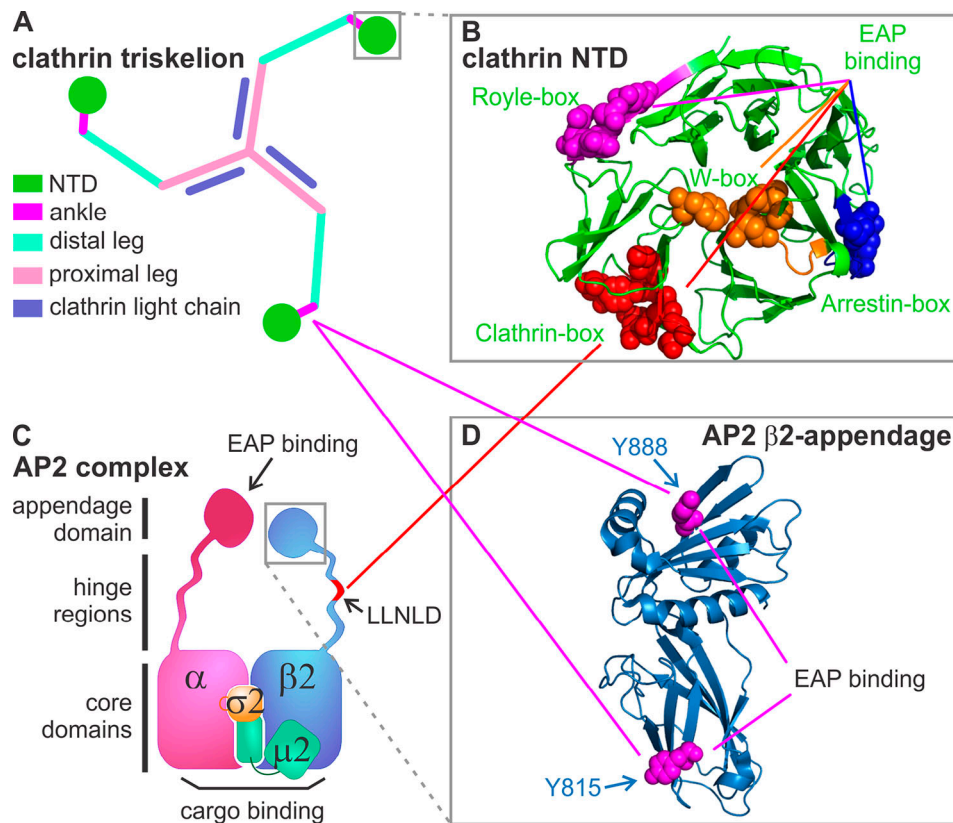 A
clathrin triskelion
NTD
ankle
distal leg
proximal leg
clathrin light chain
B
clathrin NTD
EAP
binding
Royle-box
W-box
Clathrin-box
Arrestin-box
C
AP2 complex
EAP binding
appendage
domain
hinge
regions
LLNLD
core
domains
α
β2
σ2
μ2
cargo binding
D
AP2 β2-appendage
Y888
EAP binding
Y815